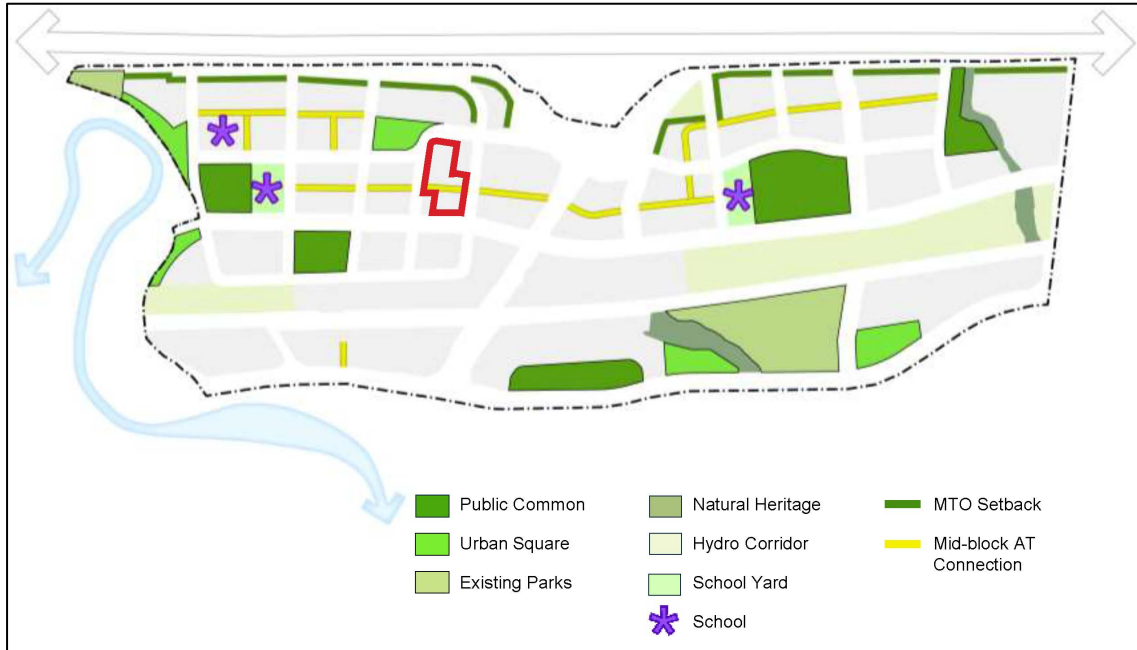 Public Common
Urban Square
Existing Parks
Natural Heritage
Hydro Corridor
School Yard
School
MTO Setback
Mid-block AT
Connection